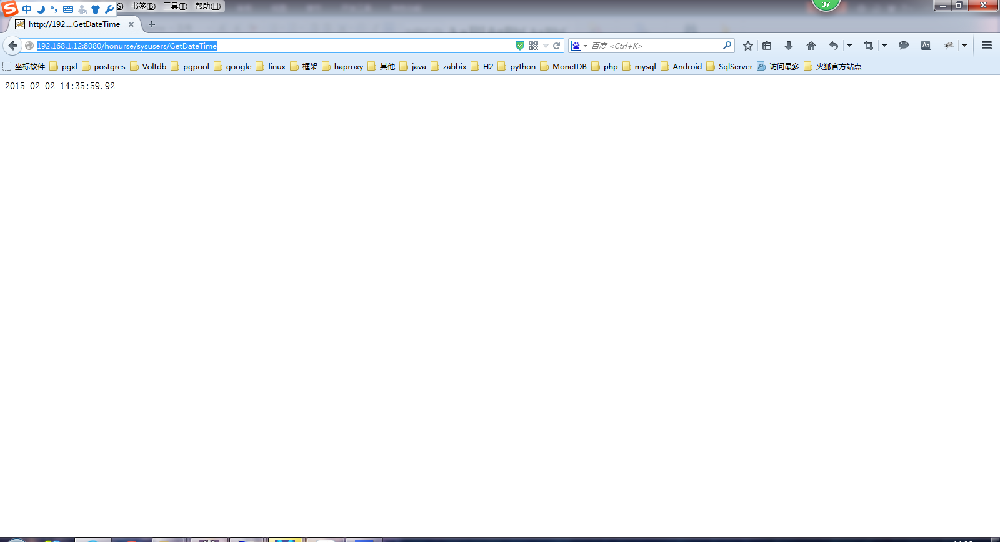 中 S) 书签(B) 工具(T) 帮助(H) 37
http://192....GetDateTime
192.168.1.12:8080/honurse/sysusers/GetDateTime 百度 <Ctrl+K> Aa
坐标软件 pgxl postgres Voltdb pgpool google linux 框架 haproxy 其他 java zabbix H2 python MonetDB php mysql Android SqlServer 访问最多 火狐官方站点
2015-02-02 14:35:59.92